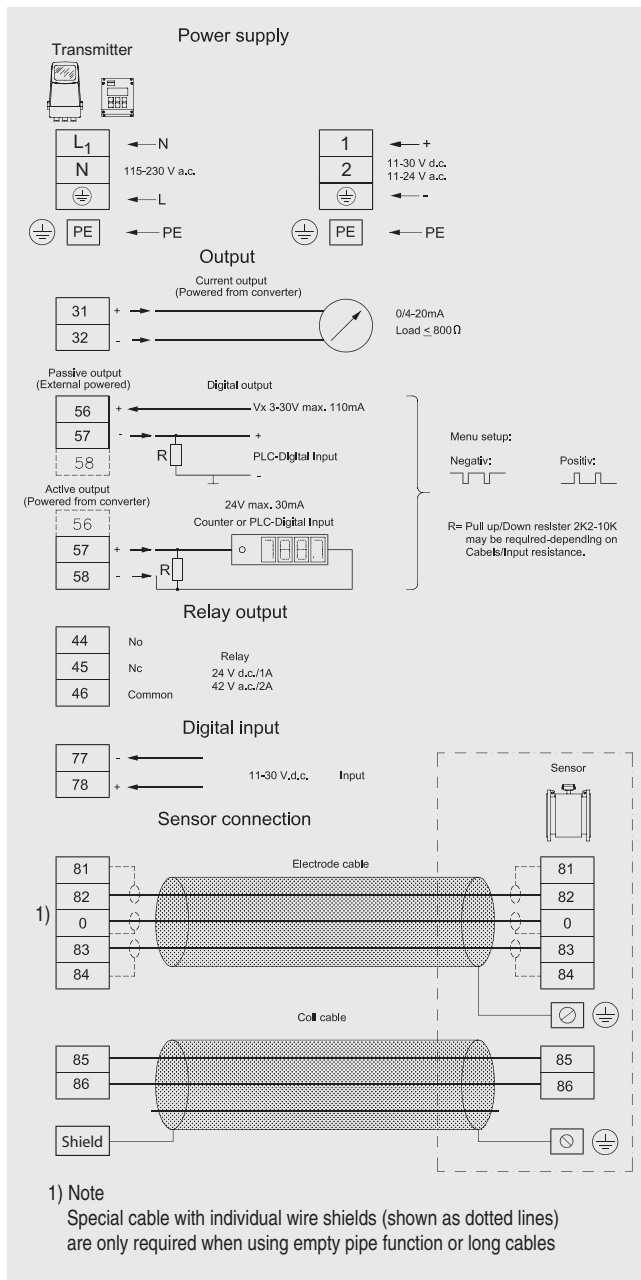 Power supply
Transmitter
L1
N
N
115-230 V a.c.
L
PE
PE
1
+
2
11-30 V d.c.
11-24 V a.c.
-
PE
PE
Output
Current output
(Powered from converter)
31
+
32
-
0/4-20mA
Load ≤ 800 Ω
Passive output
(External powered)
Digital output
56
+
Vx 3-30V max. 110mA
57
-
+
R
PLC-Digital Input
58
-
Menu setup:
Negativ:
Positiv:
Active output
(Powered from converter)
24V max. 30mA
56
Counter or PLC-Digital Input
R= Pull up/Down resister 2K2-10K
may be required-depending on
Cabels/Input resistance.
57
+
R
58
-
Relay output
44
No
45
Nc
46
Common
Relay
24 V d.c./1A
42 V a.c./2A
Digital input
77
-
78
+
11-30 V.d.c.
Input
Sensor
Sensor connection
Electrode cable
81
81
82
82
1)
0
0
83
83
84
84
Coil cable
85
85
86
86
Shield
1) Note
Special cable with individual wire shields (shown as dotted lines)
are only required when using empty pipe function or long cables